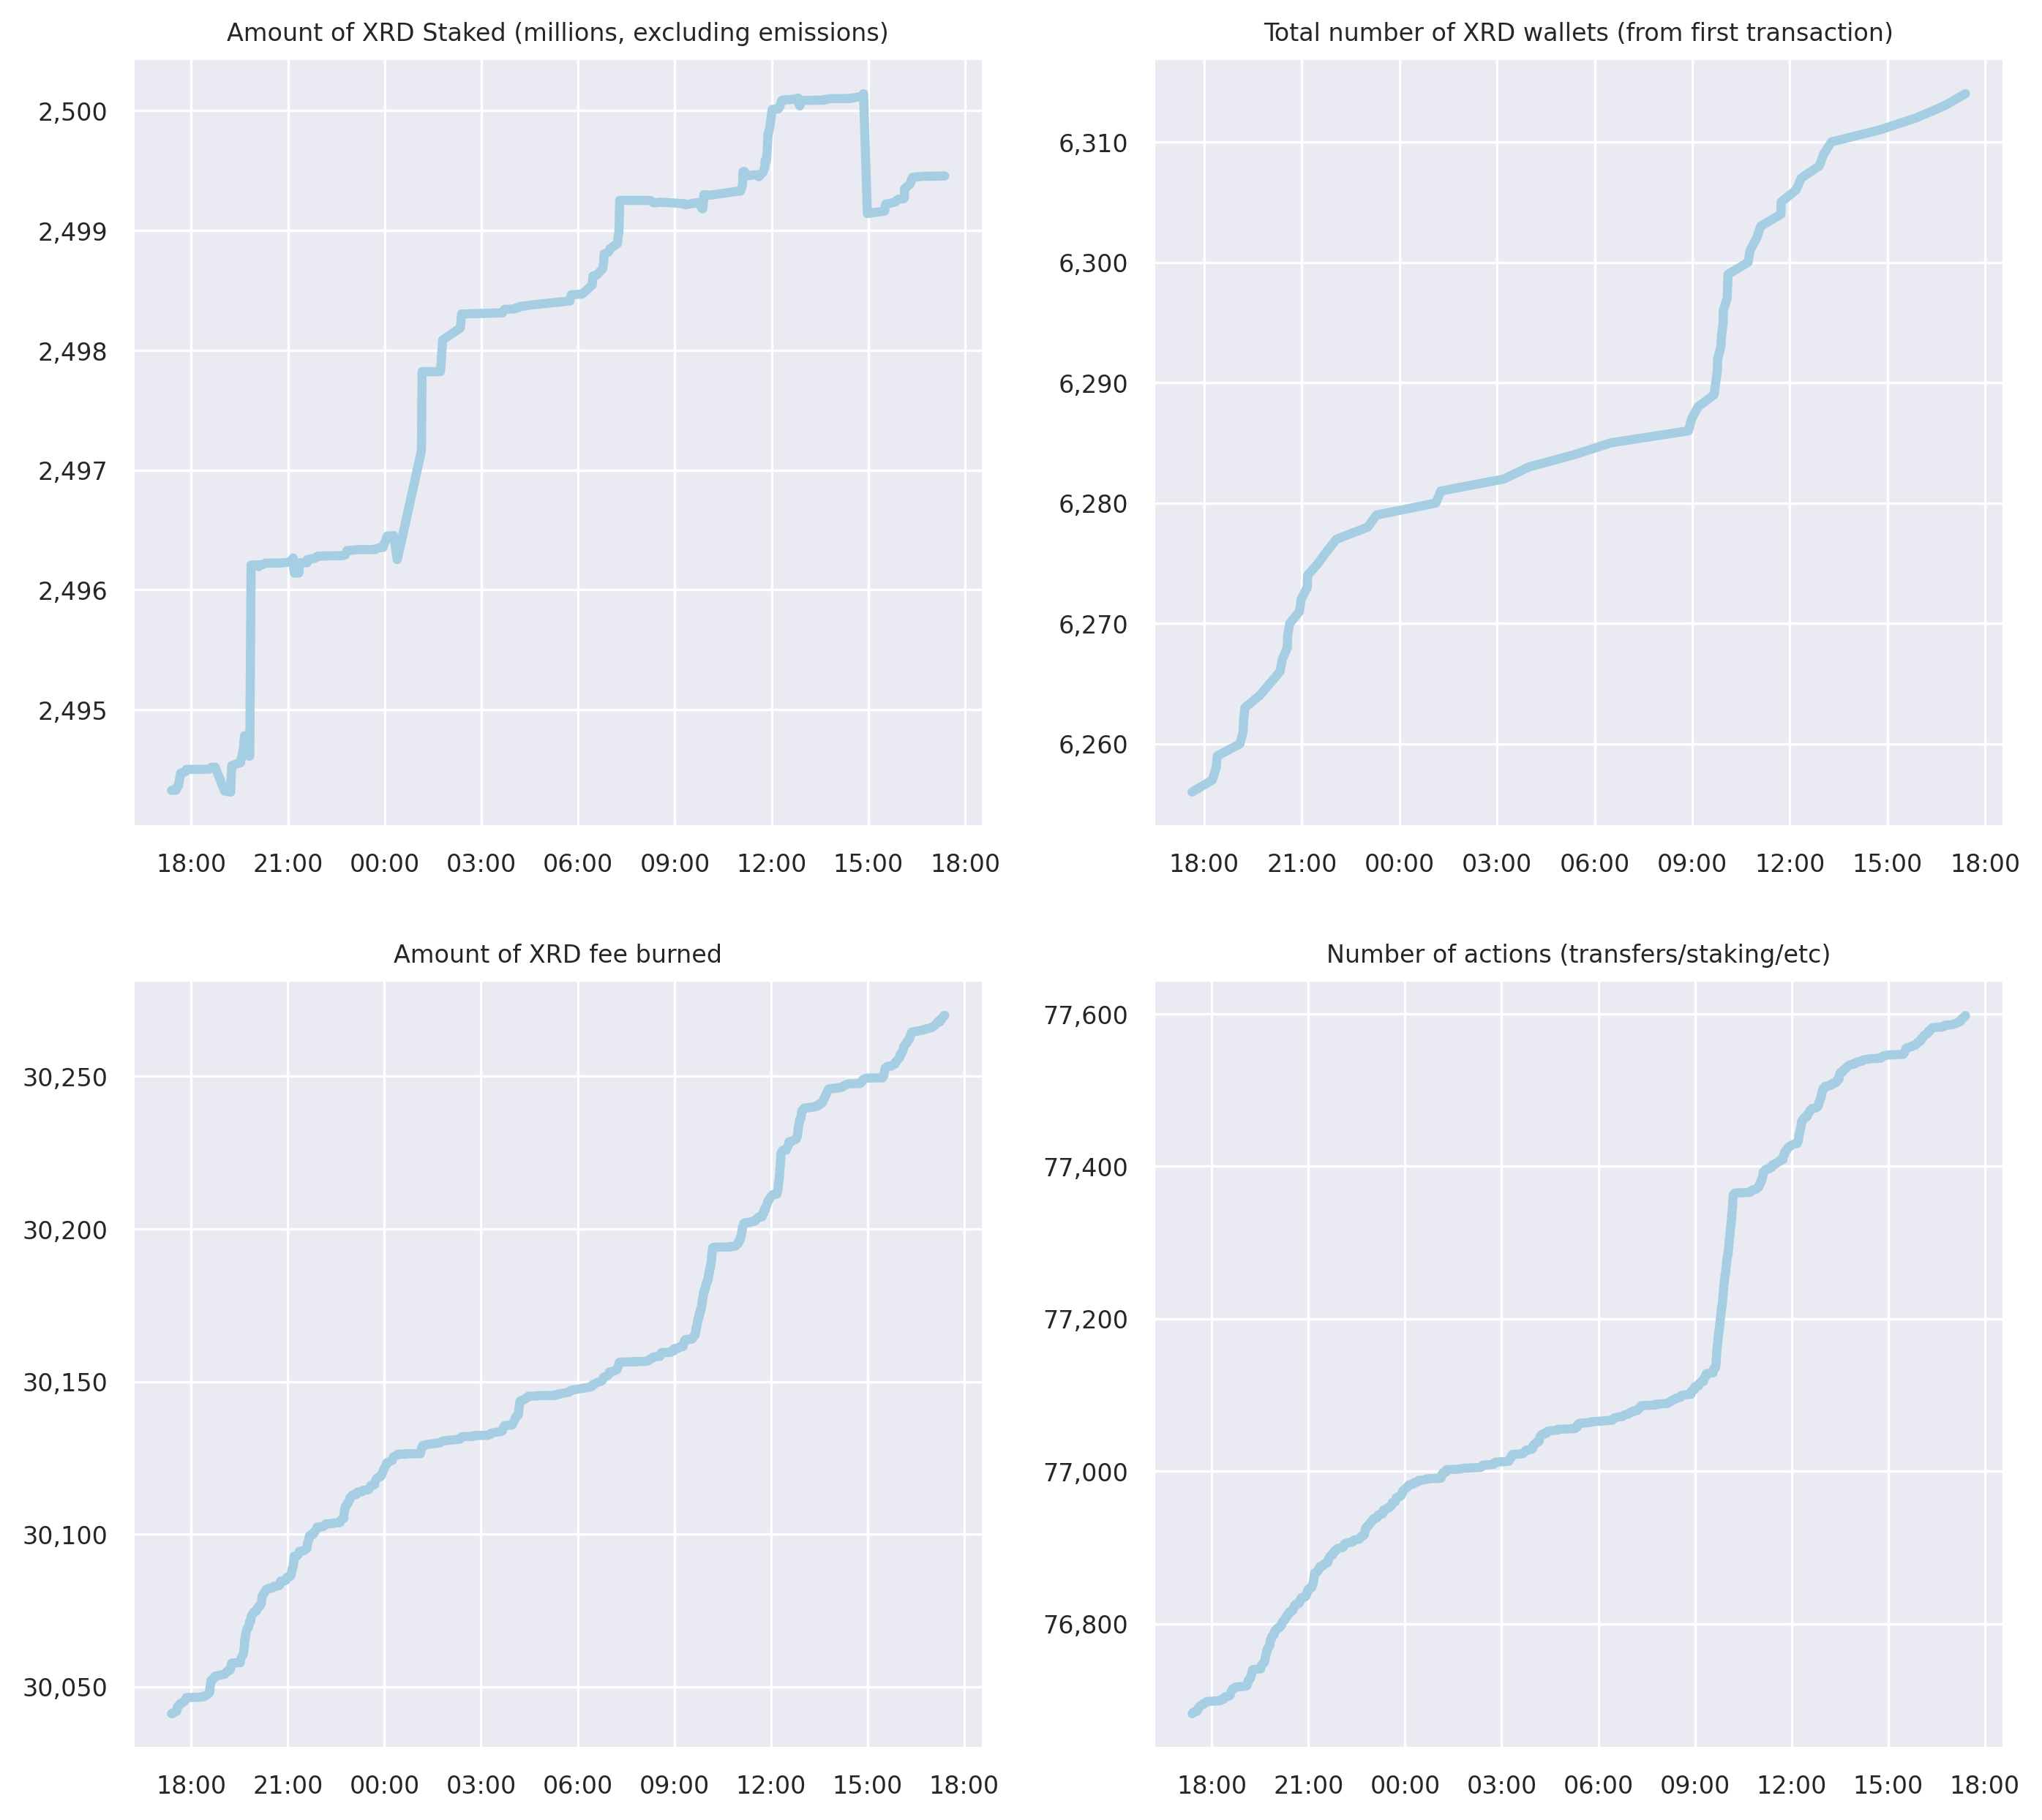 Amount of XRD Staked (millions, excluding emissions)
2,500
2,499
2,498
2,497
2,496
2,495
18:00 21:00 00:00 03:00 06:00 09:00 12:00 15:00 18:00
Total number of XRD wallets (from first transaction)
6,310
6,300
6,290
6,280
6,270
6,260
18:00 21:00 00:00 03:00 06:00 09:00 12:00 15:00 18:00
Amount of XRD fee burned
30,250
30,200
30,150
30,100
30,050
18:00 21:00 00:00 03:00 06:00 09:00 12:00 15:00 18:00
Number of actions (transfers/staking/etc)
77,600
77,400
77,200
77,000
76,800
18:00 21:00 00:00 03:00 06:00 09:00 12:00 15:00 18:00